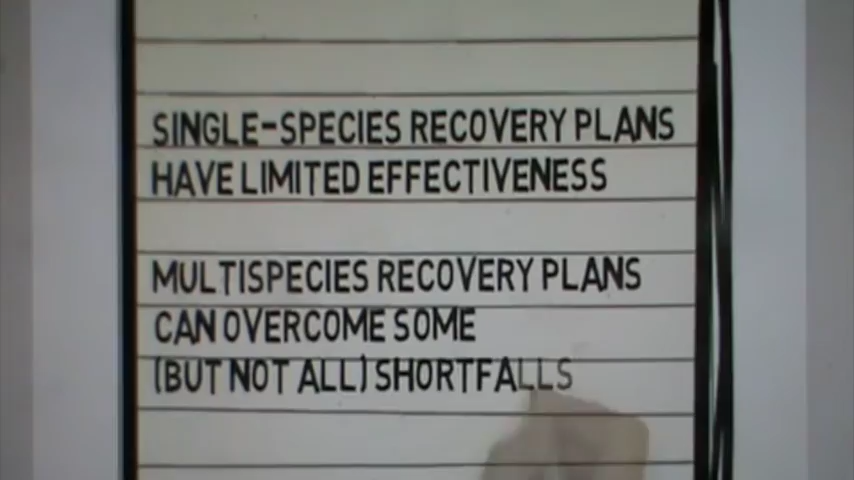 SINGLE-SPECIES RECOVERY PLANS
HAVE LIMITED EFFECTIVENESS
MULTISPECIES RECOVERY PLANS
CAN OVERCOME SOME
(BUT NOT ALL) SHORTFALLS